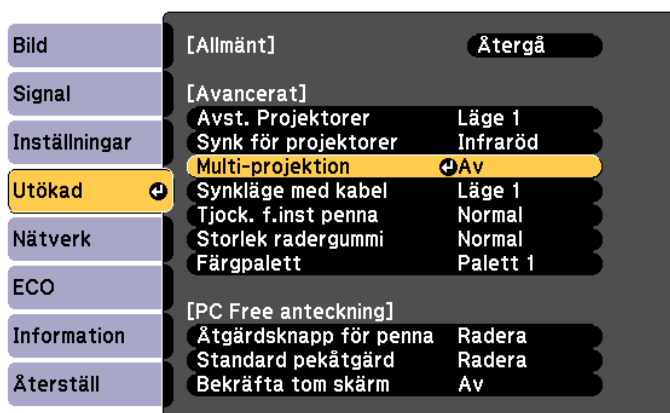 Bild
Signal
Inställningar
Utökad
Nätverk
ECO
Information
Återställ
[Allmänt] Återgå
[Avancerat]
Avst. Projektorer Läge 1
Synk för projektorer Infraröd
Multi-projektion Av
Synkläge med kabel Läge 1
Tjock. f.inst penna Normal
Storlek radergummi Normal
Färgpalett Palett 1
[PC Free anteckning]
Åtgärdsknapp för penna Radera
Standard pekåtgärd Radera
Bekräfta tom skärm Av